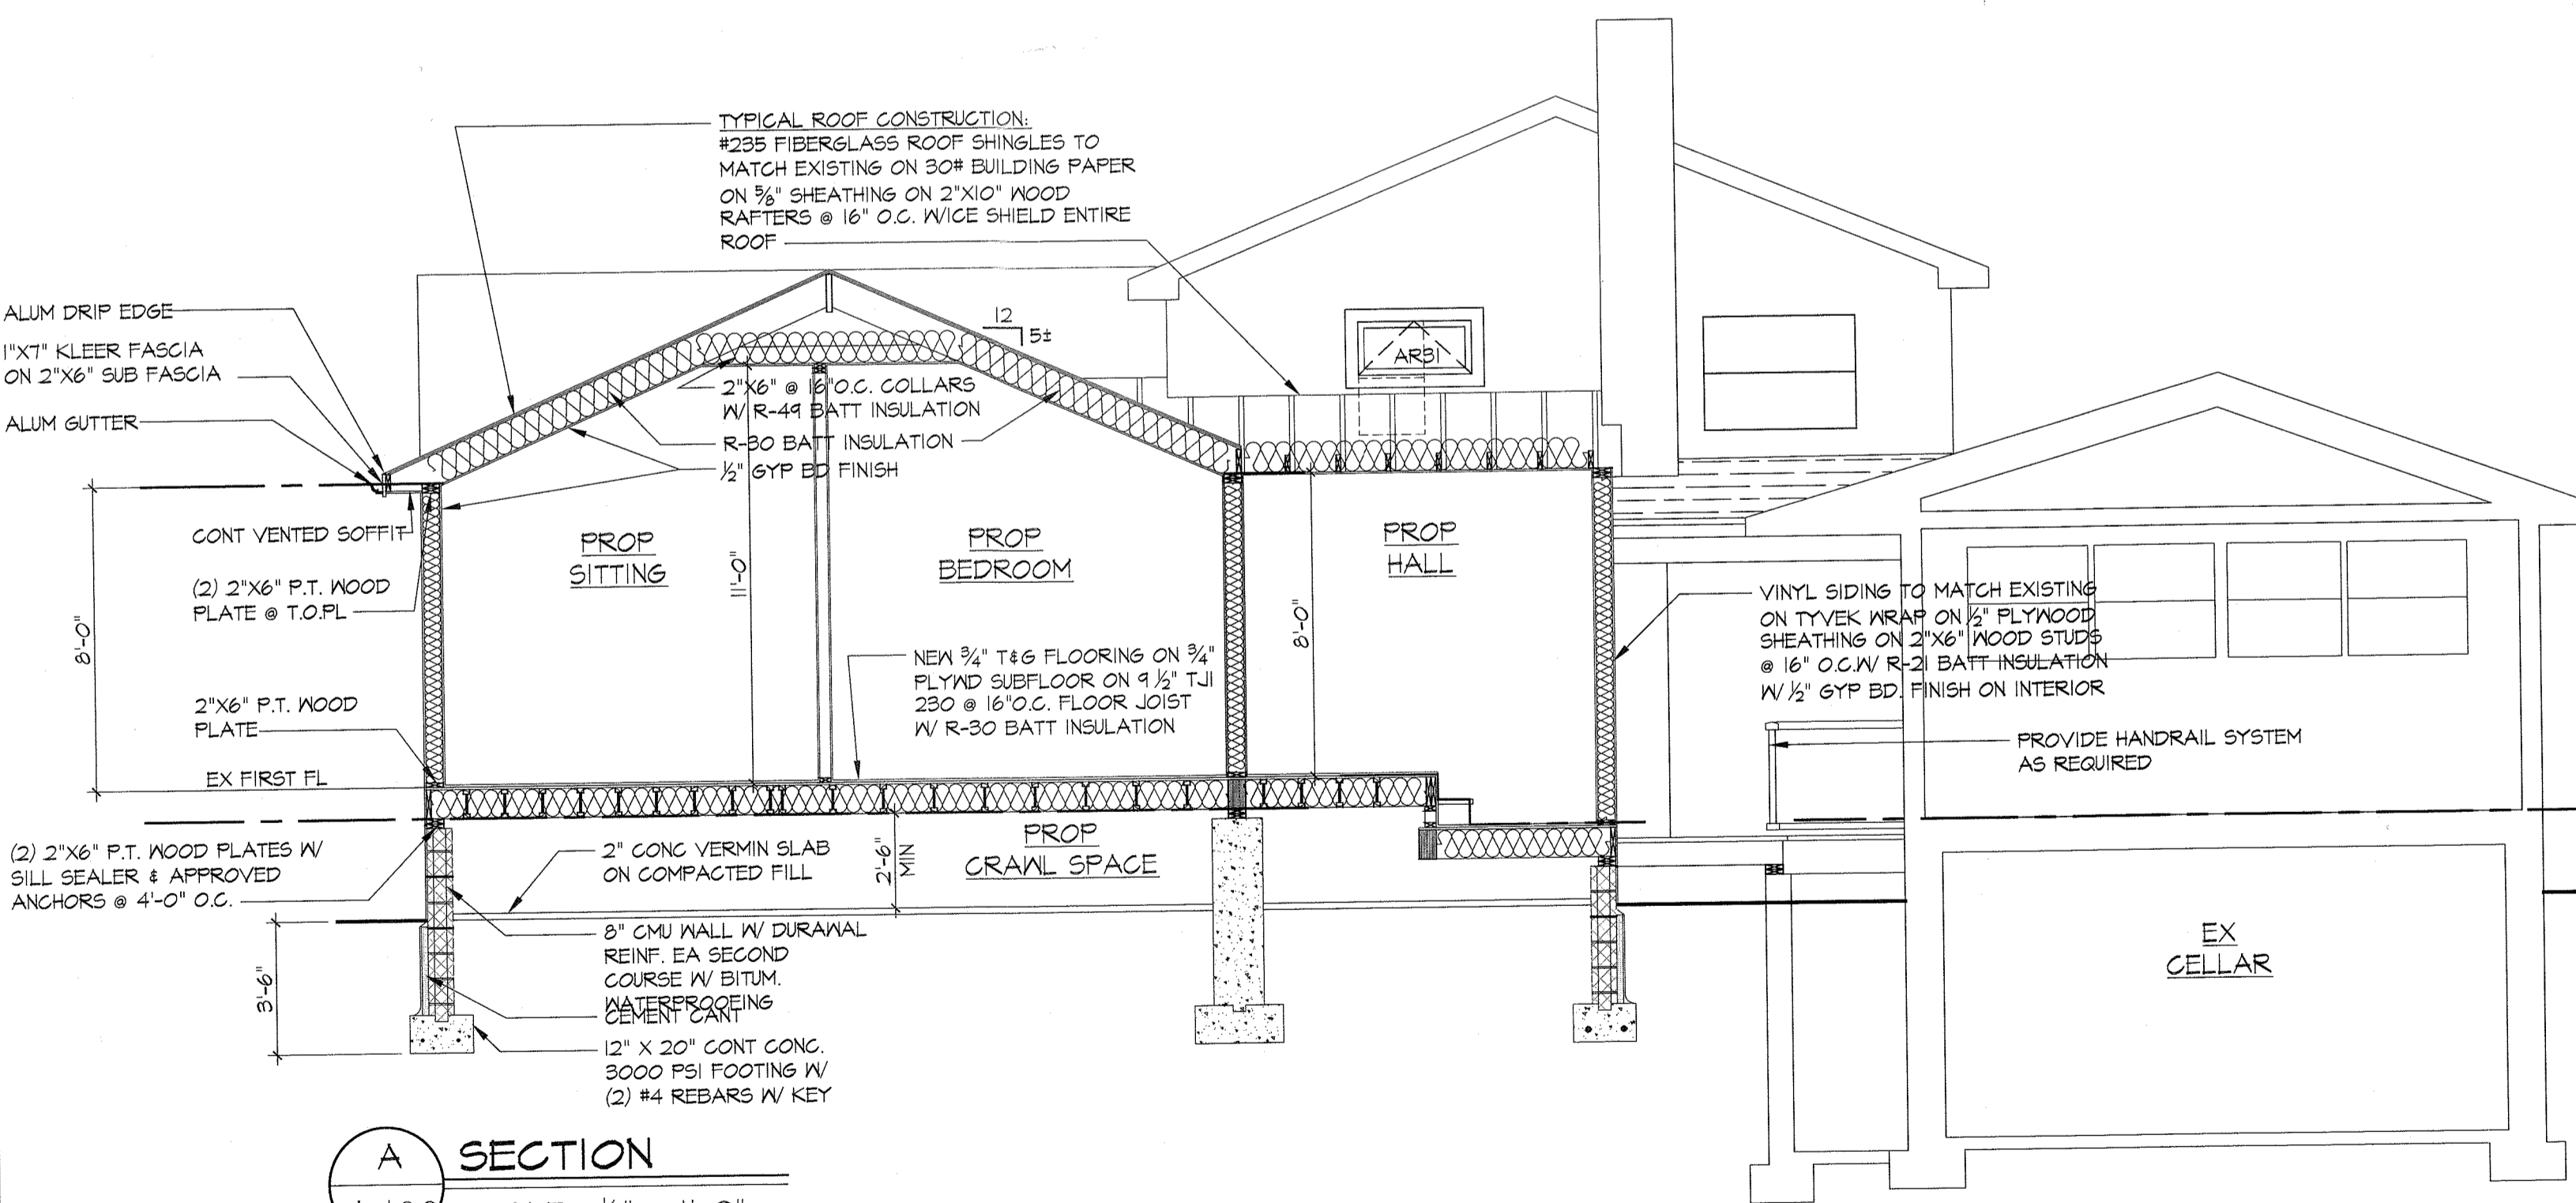 TYPICAL ROOF CONSTRUCTION:
#235 FIBERGLASS ROOF SHINGLES TO
MATCH EXISTING ON 30# BUILDING PAPER
ON ⅝" SHEATHING ON 2"X10" WOOD
RAFTERS @ 16" O.C. W/ICE SHIELD ENTIRE
ROOF
ALUM DRIP EDGE
1"X7" KLEER FASCIA
ON 2"X6" SUB FASCIA
ALUM GUTTER
12
5±
AR31
2"X6" @ 16"O.C. COLLARS
W/ R-49 BATT INSULATION
R-30 BATT INSULATION
½" GYP BD FINISH
CONT VENTED SOFFIT
(2) 2"X6" P.T. WOOD
PLATE @ T.O.PL
8'-0"
2"X6" P.T. WOOD
PLATE
EX FIRST FL
PROP
SITTING
11'-0"
PROP
BEDROOM
8'-0"
PROP
HALL
NEW ¾" T&G FLOORING ON ¾"
PLYWD SUBFLOOR ON 9 ½" TJI
230 @ 16"O.C. FLOOR JOIST
W/ R-30 BATT INSULATION
VINYL SIDING TO MATCH EXISTING
ON TYVEK WRAP ON ½" PLYWOOD
SHEATHING ON 2"X6" WOOD STUDS
@ 16" O.C.W/ R-21 BATT INSULATION
W/ ½" GYP BD. FINISH ON INTERIOR
PROVIDE HANDRAIL SYSTEM
AS REQUIRED
(2) 2"X6" P.T. WOOD PLATES W/
SILL SEALER & APPROVED
ANCHORS @ 4'-0" O.C.
2" CONC VERMIN SLAB
ON COMPACTED FILL
2'-6"
MIN
PROP
CRAWL SPACE
3'-6"
8" CMU WALL W/ DURAWAL
REINF. EA SECOND
COURSE W/ BITUM.
WATERPROOFING
CEMENT CANT
12" X 20" CONT CONC.
3000 PSI FOOTING W/
(2) #4 REBARS W/ KEY
EX
CELLAR
A
SECTION